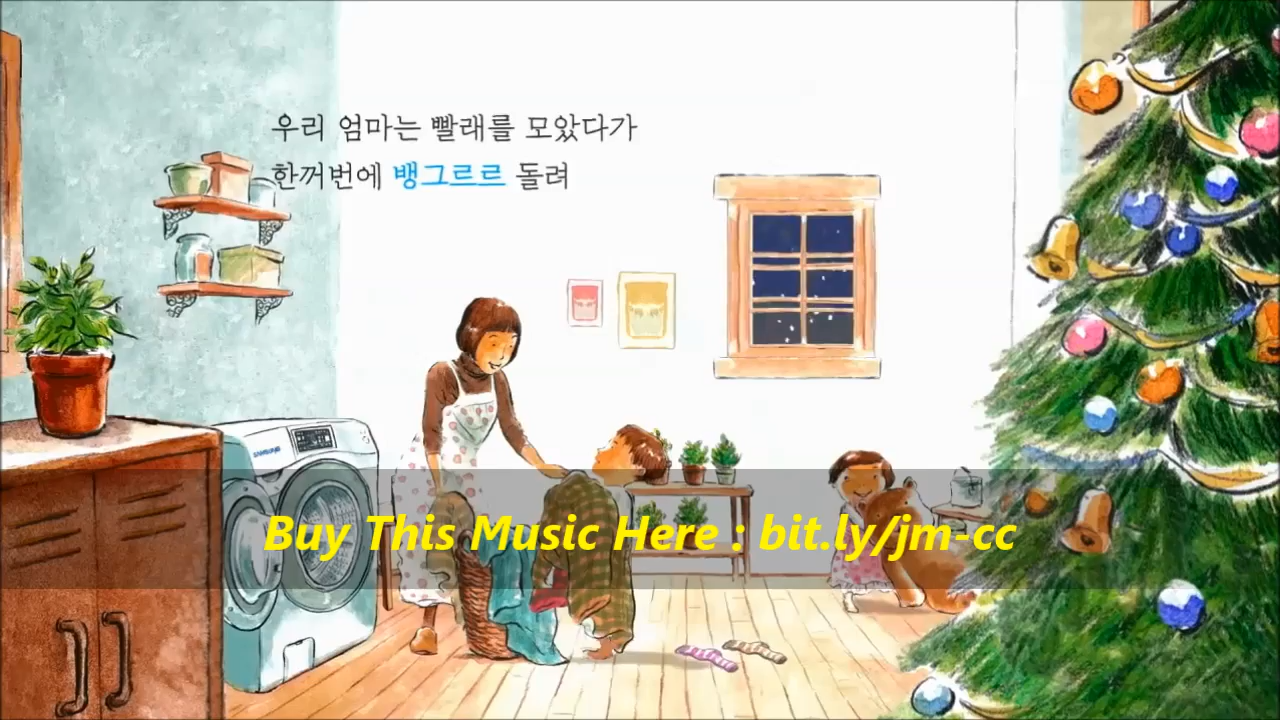 우리 엄마는 빨래를 모았다가
한꺼번에 뱅그르르 돌려
SAMSUNG
Buy This Music Here : bit.ly/jm-cc